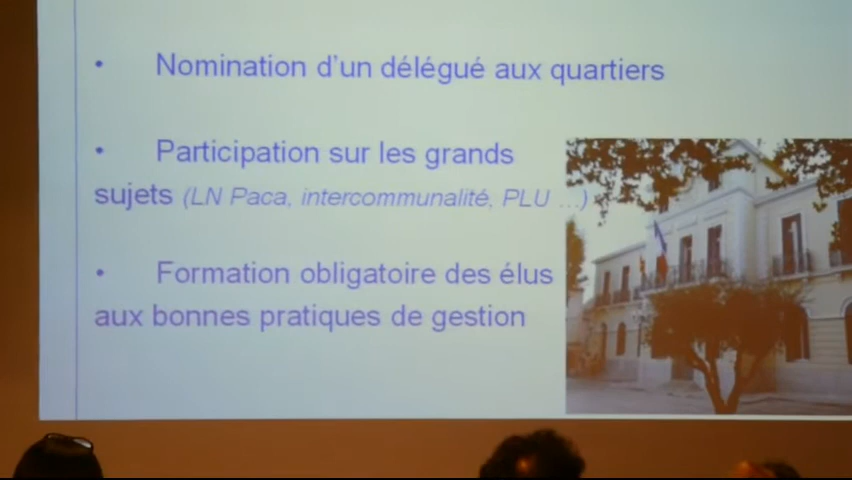 • Nomination d'un délégué aux quartiers
• Participation sur les grands
sujets (LN Paca, intercommunalité, PLU ...)
• Formation obligatoire des élus
aux bonnes pratiques de gestion